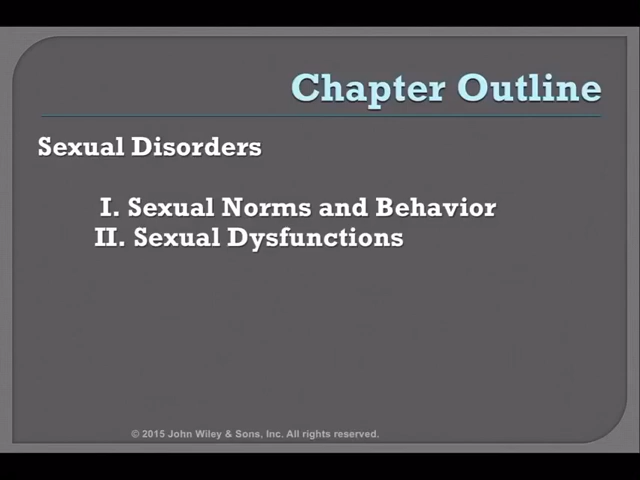 Chapter Outline
Sexual Disorders
I. Sexual Norms and Behavior
II. Sexual Dysfunctions
© 2015 John Wiley & Sons, Inc. All rights reserved.